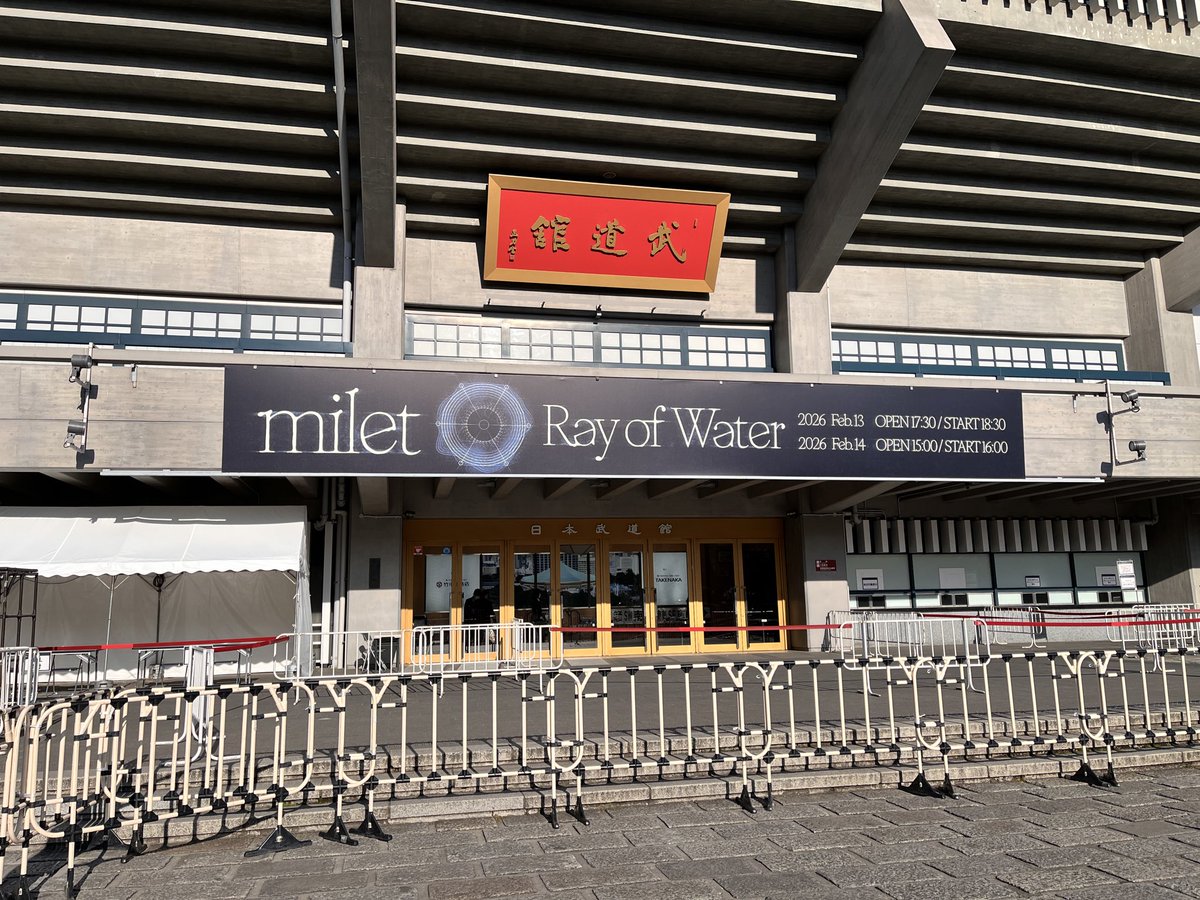 武道館
milet
Ray of Water
2026 Feb.13 OPEN 17:30 / START 18:30
2026 Feb.14 OPEN 15:00 / START 16:00
日本武道館
TAKENAKA